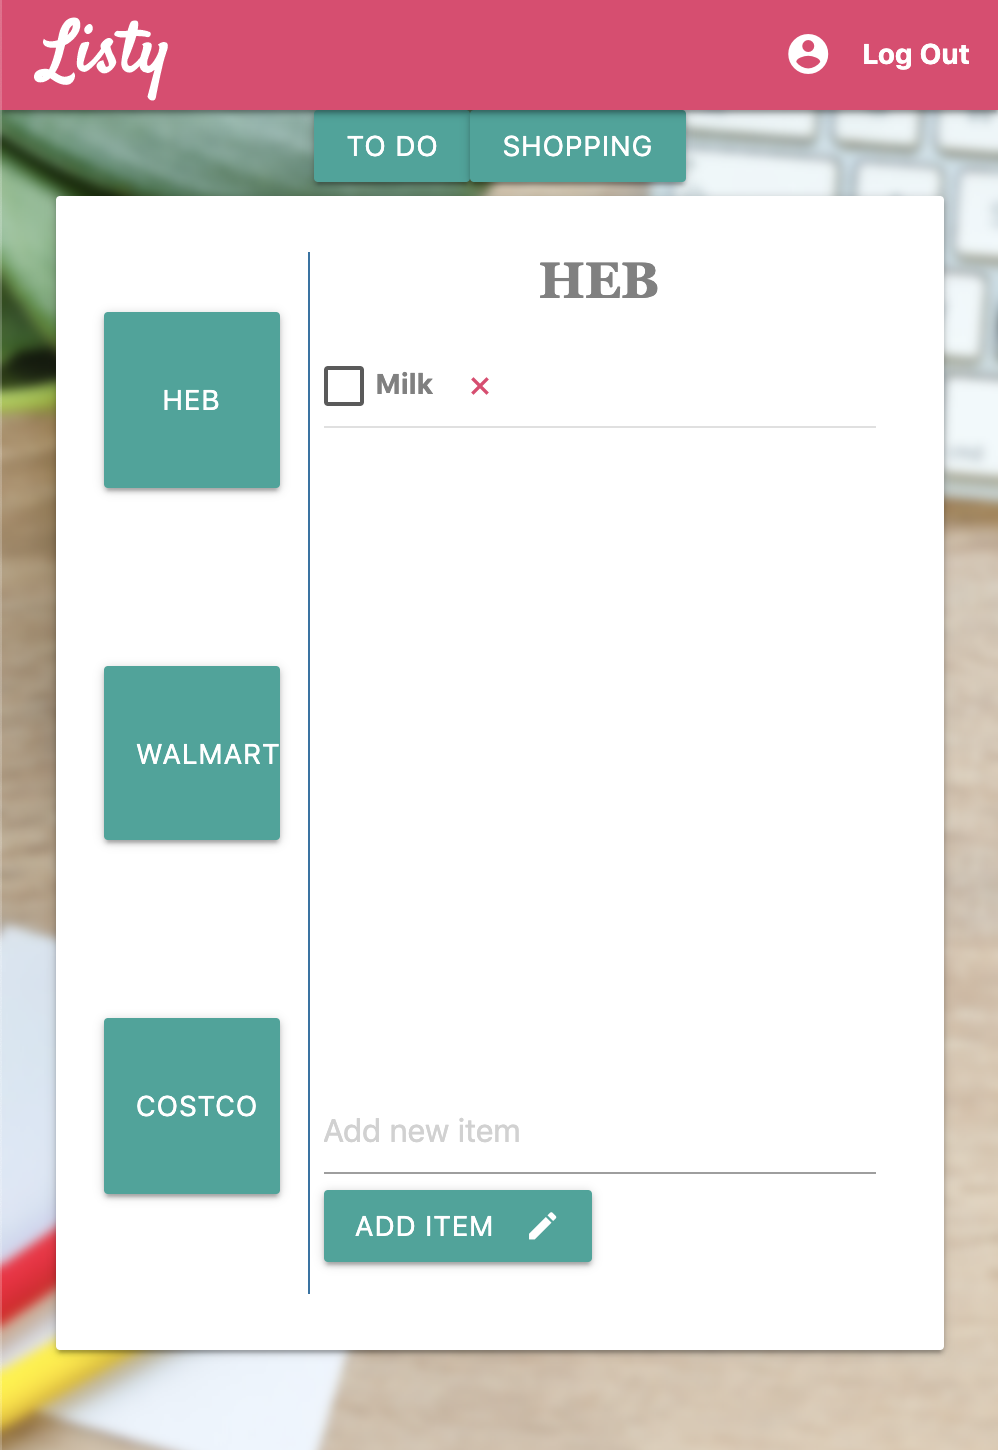 Listy
Log Out
TO DO
SHOPPING
HEB
HEB
Milk
WALMART
COSTCO
Add new item
ADD ITEM